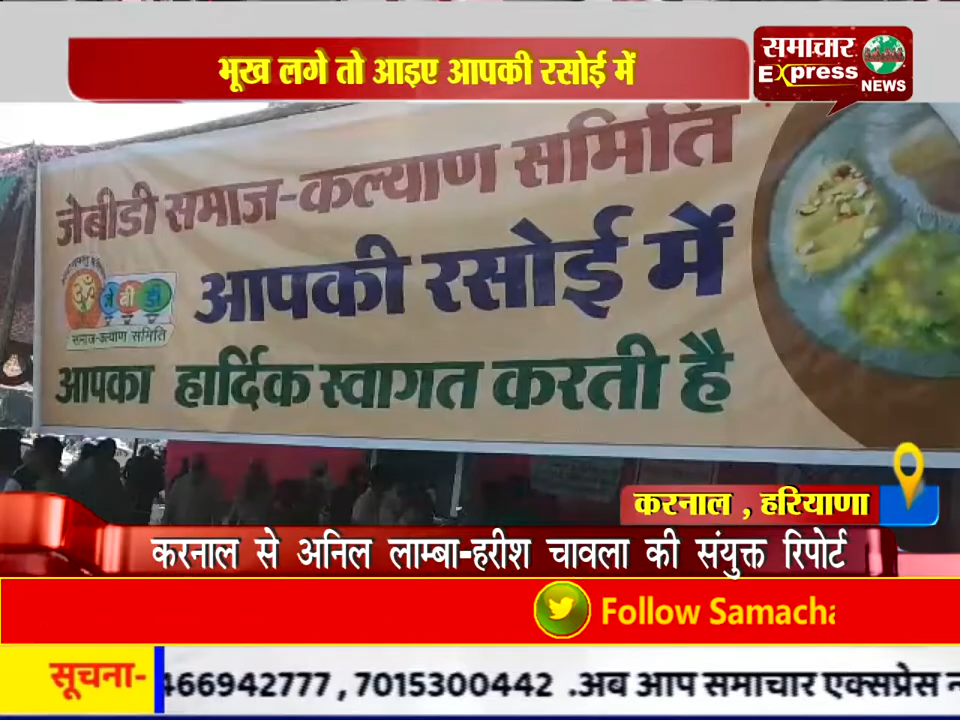 भूख लगे तो आइए आपकी रसोई में
समाचार
Express
NEWS
जेबीडी समाज-कल्याण समिति
आपकी रसोई में
जे बी डी
समाज-कल्याण समिति
आपका हार्दिक स्वागत करती है
करनाल , हरियाणा
करनाल से अनिल लाम्बा-हरीश चावला की संयुक्त रिपोर्ट
Follow Samacha
सूचना- 466942777 , 7015300442 .अब आप समाचार एक्सप्रेस न